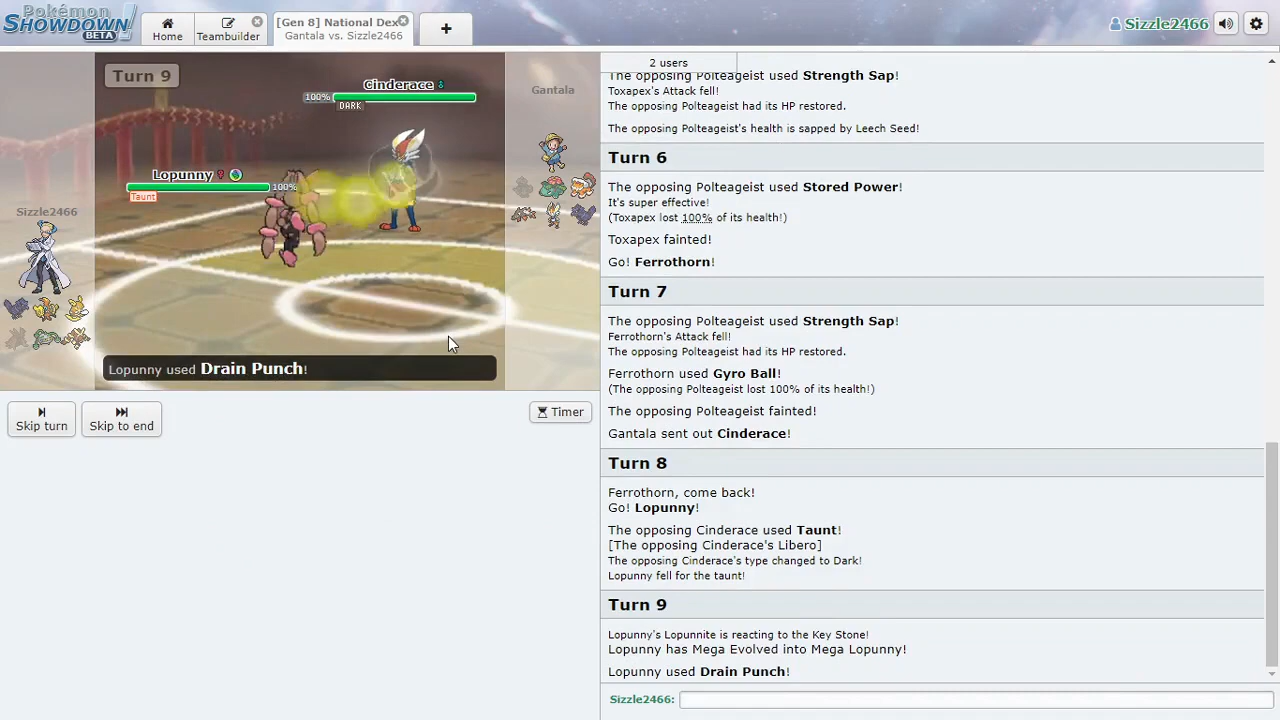 Pokémon
SHOWDOWN!
BETA
Home
Teambuilder
[Gen 8] National Dex
Gantala vs. Sizzle2466
+
Sizzle2466
Turn 9
Cinderace
100%
DARK
Lopunny
100%
Taunt
Sizzle2466
Gantala
Lopunny used Drain Punch!
Skip turn
Skip to end
Timer
2 users
The opposing Polteageist used Strength Sap!
Toxapex's Attack fell!
The opposing Polteageist had its HP restored.
The opposing Polteageist's health is sapped by Leech Seed!
Turn 6
The opposing Polteageist used Stored Power!
It's super effective!
(Toxapex lost 100% of its health!)
Toxapex fainted!
Go! Ferrothorn!
Turn 7
The opposing Polteageist used Strength Sap!
Ferrothorn's Attack fell!
The opposing Polteageist had its HP restored.
Ferrothorn used Gyro Ball!
(The opposing Polteageist lost 100% of its health!)
The opposing Polteageist fainted!
Gantala sent out Cinderace!
Turn 8
Ferrothorn, come back!
Go! Lopunny!
The opposing Cinderace used Taunt!
[The opposing Cinderace's Libero]
The opposing Cinderace's type changed to Dark!
Lopunny fell for the taunt!
Turn 9
Lopunny's Lopunnite is reacting to the Key Stone!
Lopunny has Mega Evolved into Mega Lopunny!
Lopunny used Drain Punch!
Sizzle2466: